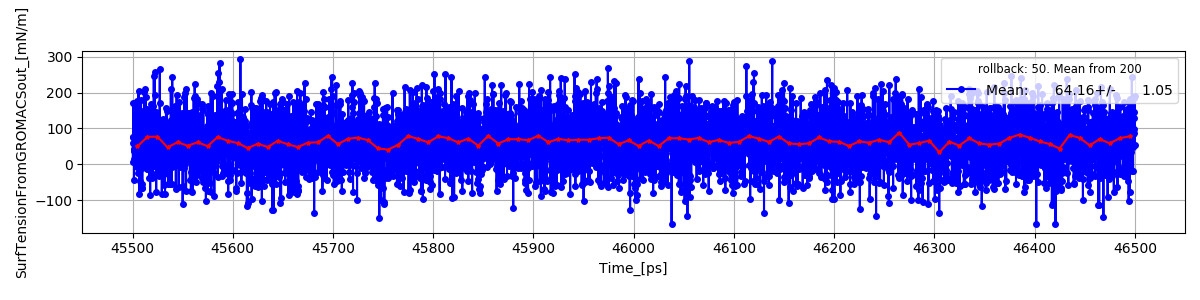 SurfTensionFromGROMACSout_[mN/m]
300
200
100
0
−100
rollback: 50. Mean from 200
Mean: 64.16+/- 1.05
45500 45600 45700 45800 45900 46000 46100 46200 46300 46400 46500
Time_[ps]